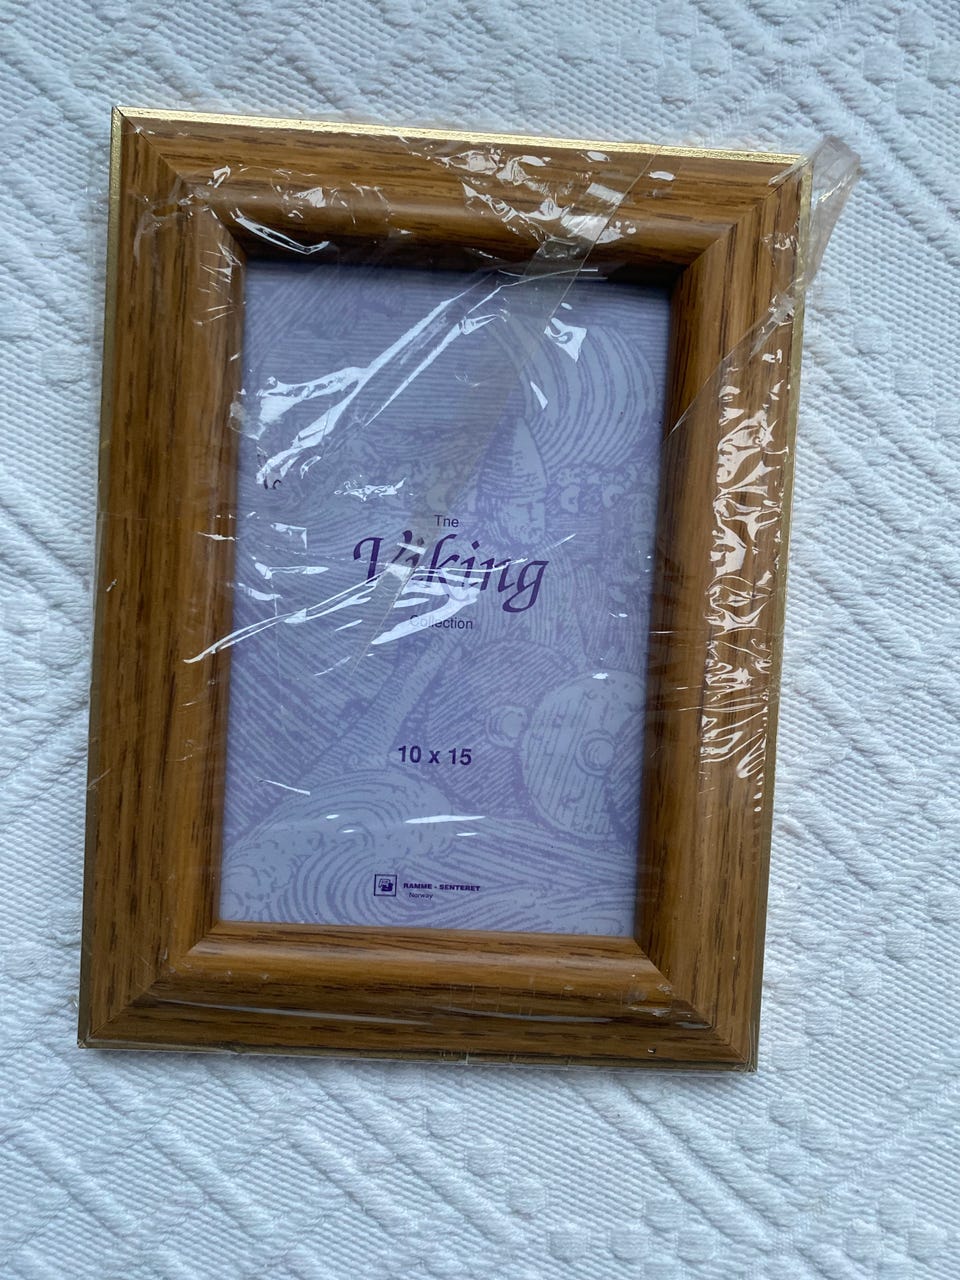 The
Viking
Collection
10 x 15
RAMME - SENTERET
Norway